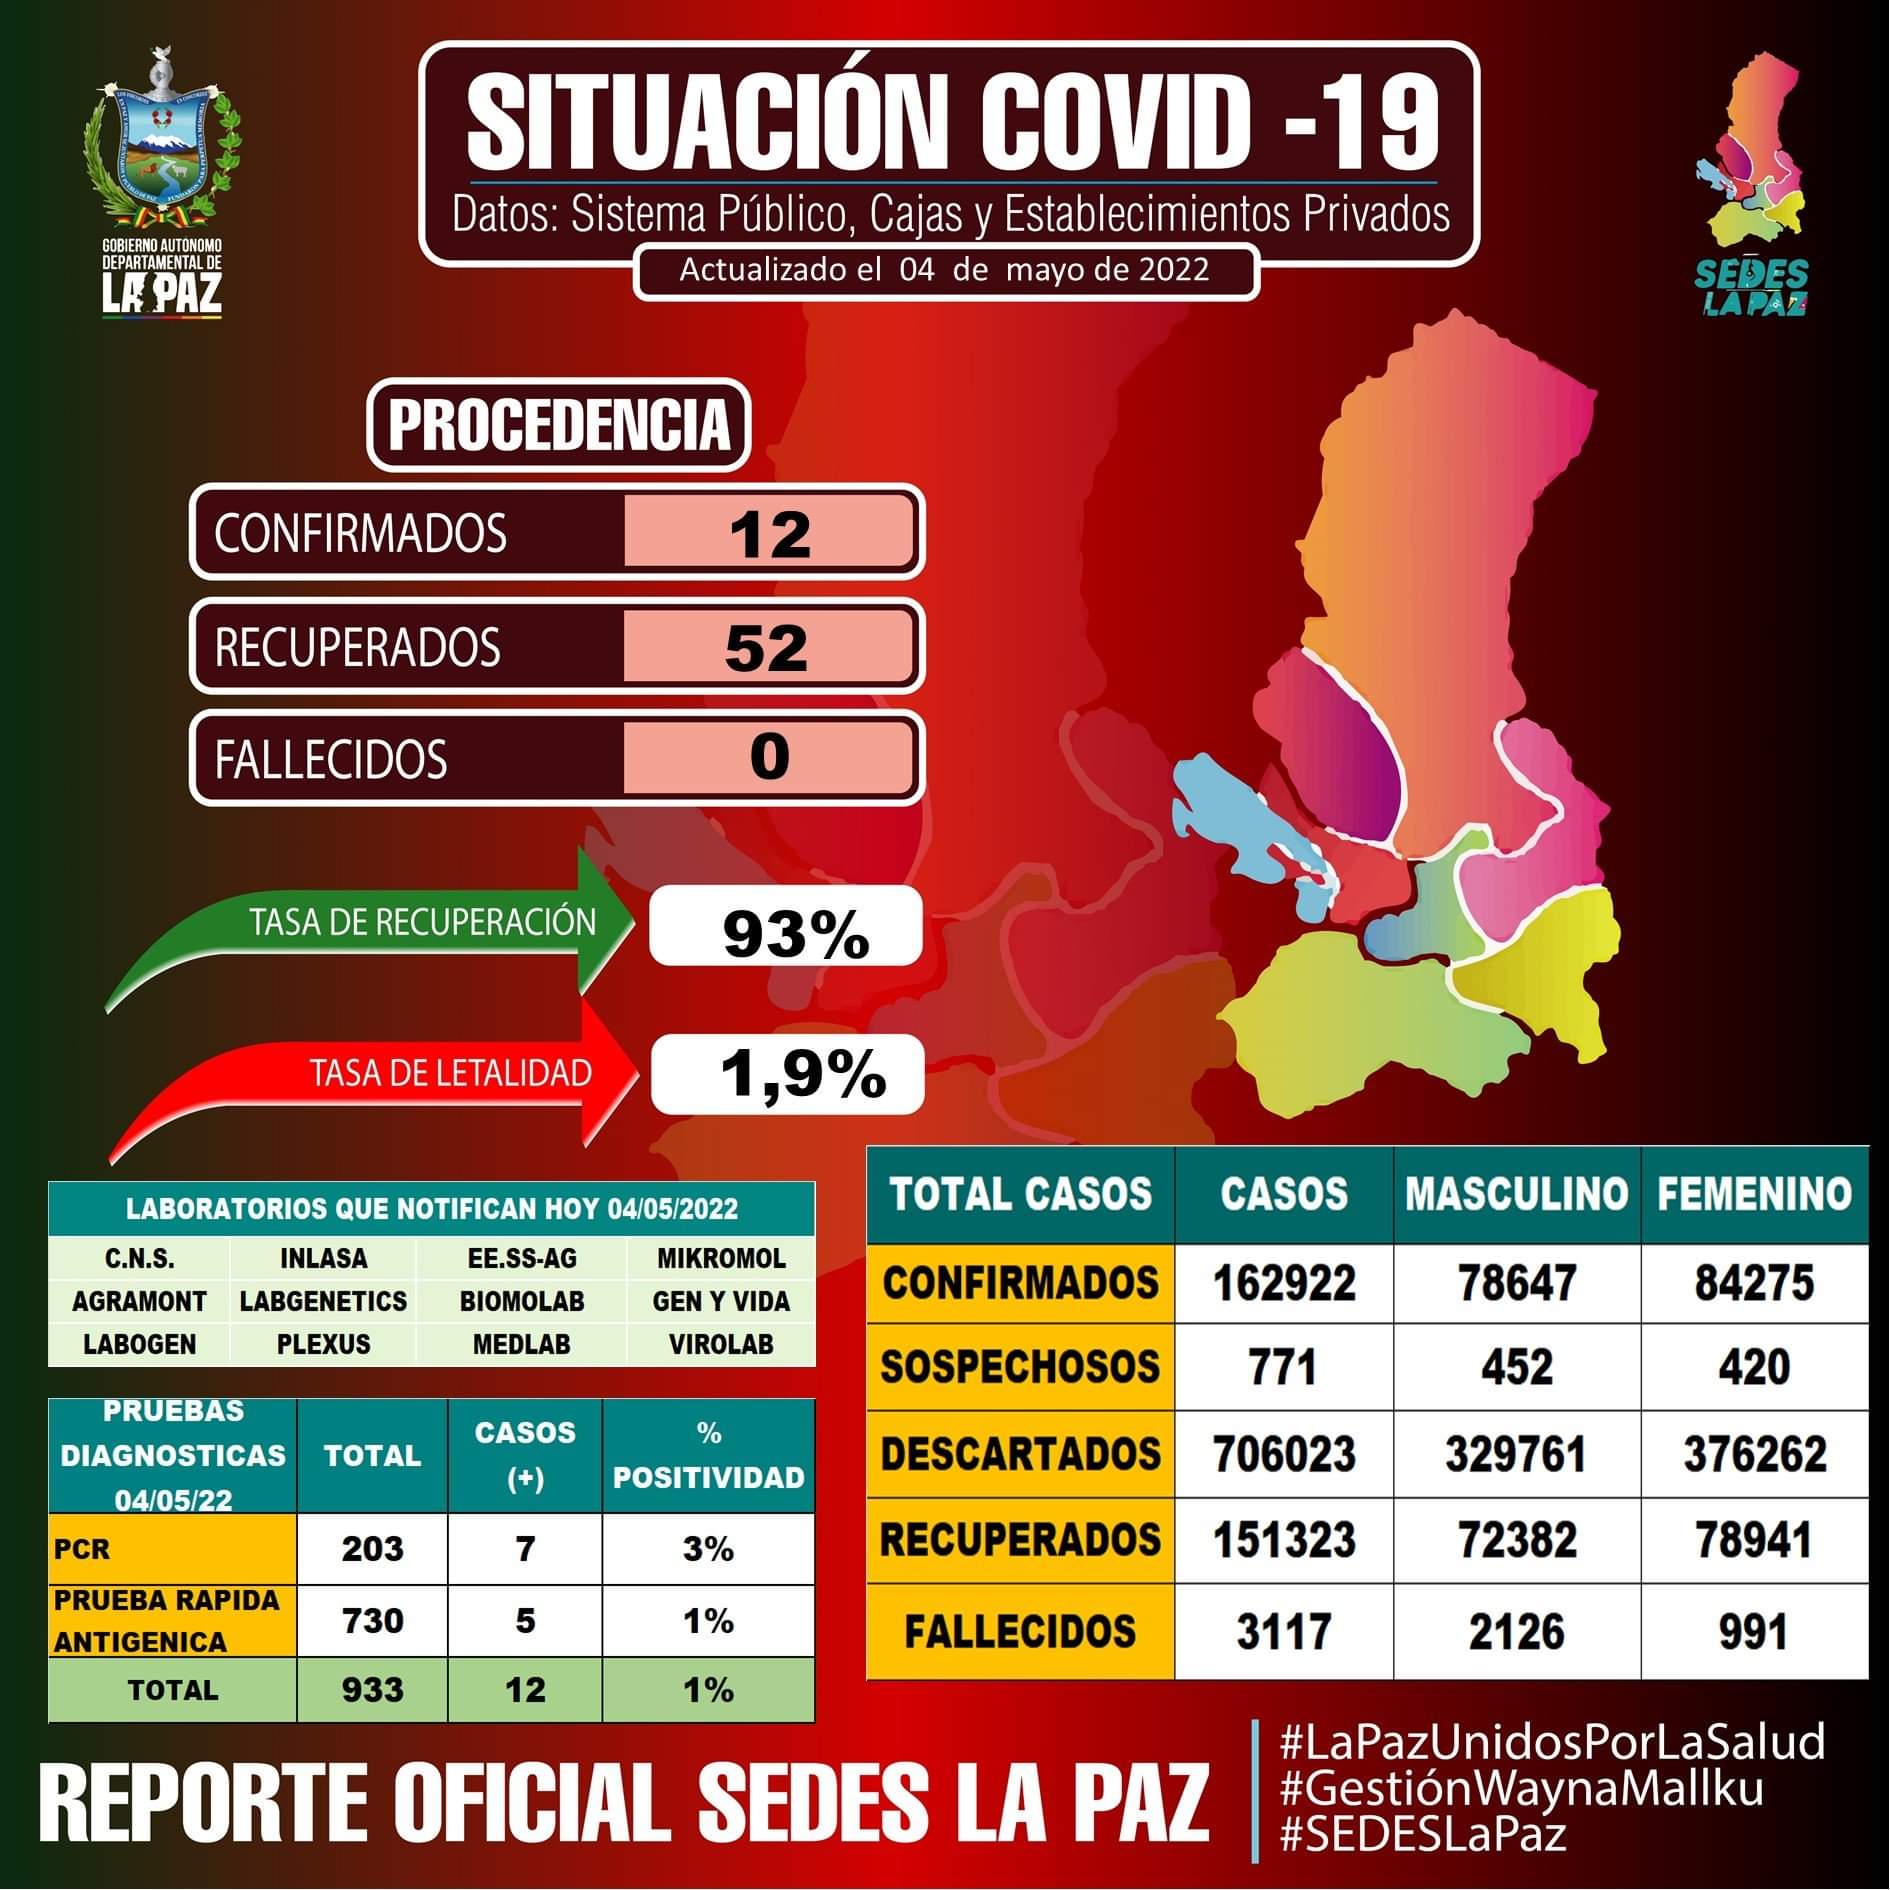 SITUACIÓN COVID -19
Datos: Sistema Público, Cajas y Establecimientos Privados
Actualizado el 04 de mayo de 2022
GOBIERNO AUTÓNOMO
DEPARTAMENTAL DE
LA PAZ
SEDES
LA PAZ
PROCEDENCIA
CONFIRMADOS 12
RECUPERADOS 52
FALLECIDOS 0
TASA DE RECUPERACIÓN 93%
TASA DE LETALIDAD 1,9%
LABORATORIOS QUE NOTIFICAN HOY 04/05/2022
C.N.S. INLASA EE.SS-AG MIKROMOL
AGRAMONT LABGENETICS BIOMOLAB GEN Y VIDA
LABOGEN PLEXUS MEDLAB VIROLAB
PRUEBAS
DIAGNOSTICAS
04/05/22
TOTAL
CASOS
(+)
%
POSITIVIDAD
PCR 203 7 3%
PRUEBA RAPIDA
ANTIGENICA
730 5 1%
TOTAL 933 12 1%
TOTAL CASOS CASOS MASCULINO FEMENINO
CONFIRMADOS 162922 78647 84275
SOSPECHOSOS 771 452 420
DESCARTADOS 706023 329761 376262
RECUPERADOS 151323 72382 78941
FALLECIDOS 3117 2126 991
REPORTE OFICIAL SEDES LA PAZ
#LaPazUnidosPorLaSalud
#GestiónWaynaMallku
#SEDESLaPaz